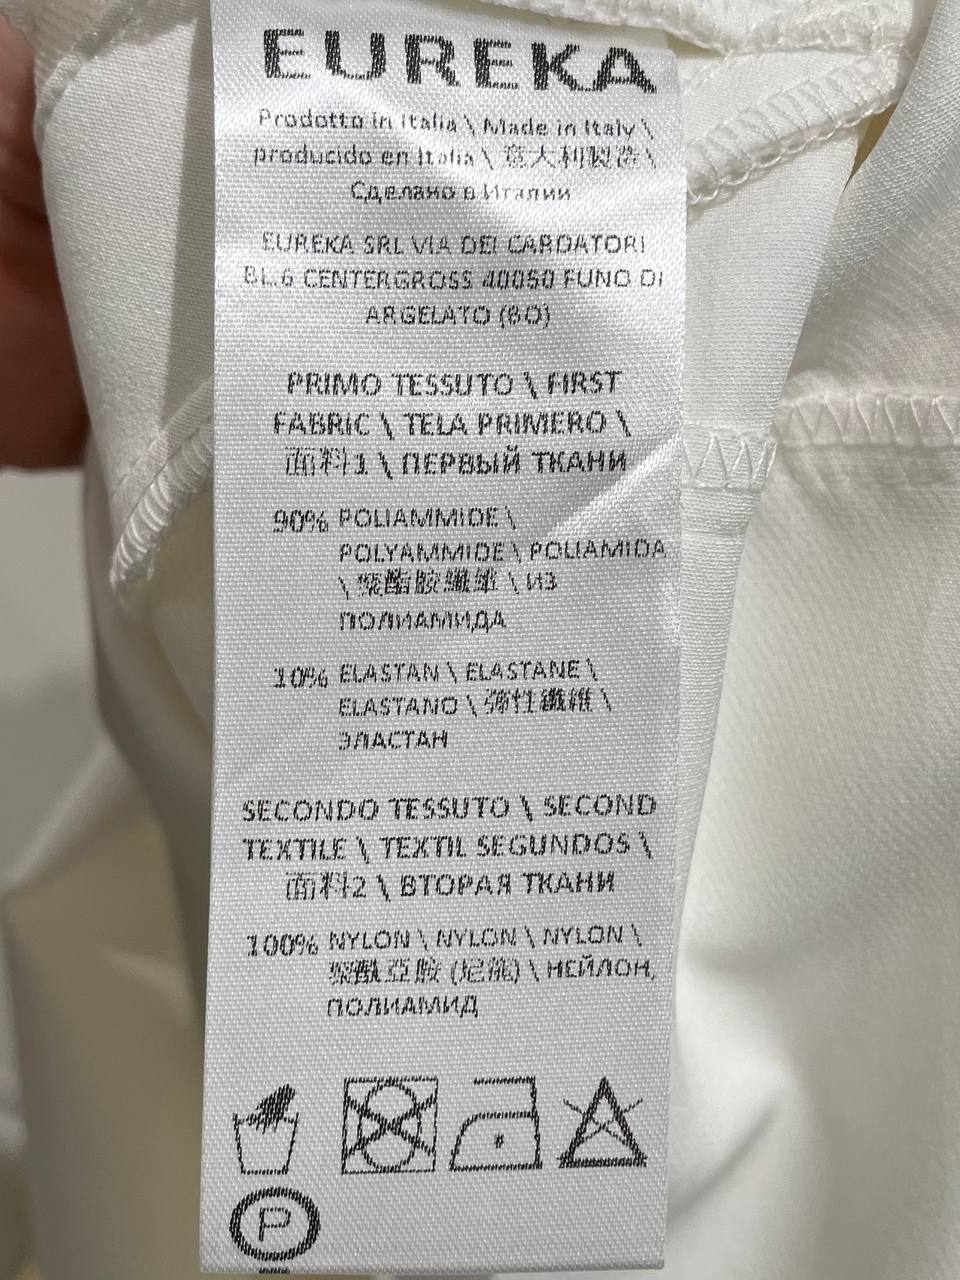 EUREKA
Prodotto in Italia \ Made in Italy \
producido en Italia \ 意大利製造 \
Сделано в Италии
EUREKA SRL VIA DEI CARDATORI
BL.6 CENTERGROSS 40050 FUNO DI
ARGELATO (BO)
PRIMO TESSUTO \ FIRST
FABRIC \ TELA PRIMERO \
面料1 \ ПЕРВЫЙ ТКАНИ
90% POLIAMMIDE \
POLYAMMIDE \ POLIAMIDA
\ 聚酯胺纖維 \ ИЗ
ПОЛИАМИДА
10% ELASTAN \ ELASTANE \
ELASTANO \ 弾性纖維 \
ЭЛАСТАН
SECONDO TESSUTO \ SECOND
TEXTILE \ TEXTIL SEGUNDOS \
面料2 \ ВТОРАЯ ТКАНИ
100% NYLON \ NYLON \ NYLON \
聚酰亞胺 (尼龍) \ НЕЙЛОН,
ПОЛИАМИД
P